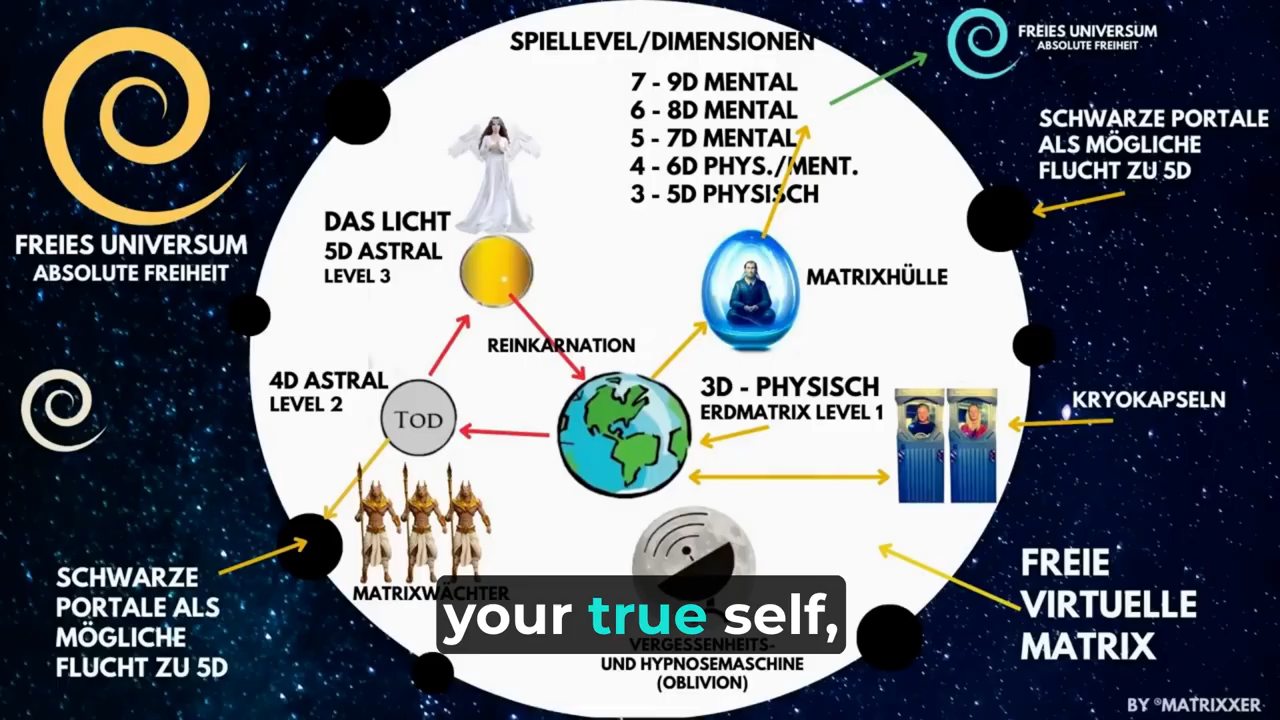 SPIELLEVEL/DIMENSIONEN
7 - 9D MENTAL
6 - 8D MENTAL
5 - 7D MENTAL
4 - 6D PHYS./MENT.
3 - 5D PHYSISCH
FREIES UNIVERSUM
ABSOLUTE FREIHEIT
SCHWARZE PORTALE
ALS MÖGLICHE
FLUCHT ZU 5D
FREIES UNIVERSUM
ABSOLUTE FREIHEIT
DAS LICHT
5D ASTRAL
LEVEL 3
MATRIXHÜLLE
REINKARNATION
4D ASTRAL
LEVEL 2
TOD
3D - PHYSISCH
ERDMATRIX LEVEL 1
KRYOKAPSELN
MATRIXWÄCHTER
your true self,
VERGESSENHEITS-
UND HYPNOSEMASCHINE
(OBLIVION)
SCHWARZE
PORTALE ALS
MÖGLICHE
FLUCHT ZU 5D
FREIE
VIRTUELLE
MATRIX
BY ®MATRIXXER